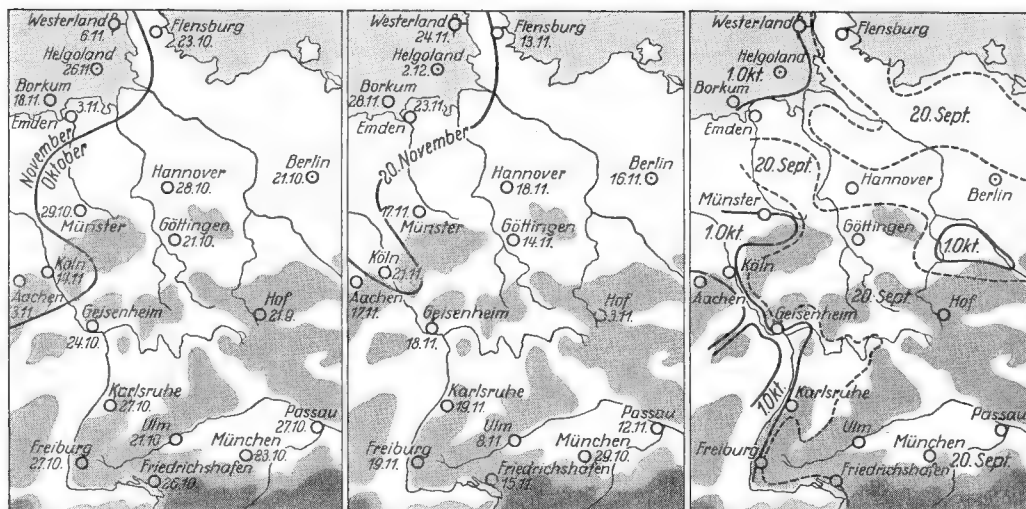 Westerland
6.11.
Flensburg
23.10.
Helgoland
26.11.
Borkum
18.11.
3.11.
Emden
November
Oktober
Hannover
28.10.
Berlin
21.10.
29.10.
Münster
Göttingen
21.10.
Köln
14.11
Aachen
3.11.
Hof
21.9.
Geisenheim
24.10.
Karlsruhe
27.10.
Passau
27.10.
Ulm
21.10.
München
23.10.
Freiburg
27.10.
Friedrichshafen
26.10.
Westerland
24.11.
Flensburg
13.11.
Helgoland
2.12.
Borkum
28.11.
23.11.
Emden
20. November
Hannover
18.11.
Berlin
16.11.
17.11.
Münster
Göttingen
14.11.
Köln
21.11.
Aachen
17.11.
Hof
3.11.
Geisenheim
18.11.
Karlsruhe
19.11.
Passau
12.11.
Ulm
8.11.
München
29.10.
Freiburg
19.11.
Friedrichshafen
15.11.
Westerland
Flensburg
Helgoland
1.Okt.
Borkum
Emden
20.Sept.
20.Sept.
Hannover
Berlin
Münster
1.Okt.
Göttingen
1.Okt.
Köln
Aachen
20.Sept.
Hof
Geisenheim
1.Okt.
Karlsruhe
Passau
Ulm
München
20.Sept.
Freiburg
Friedrichshafen